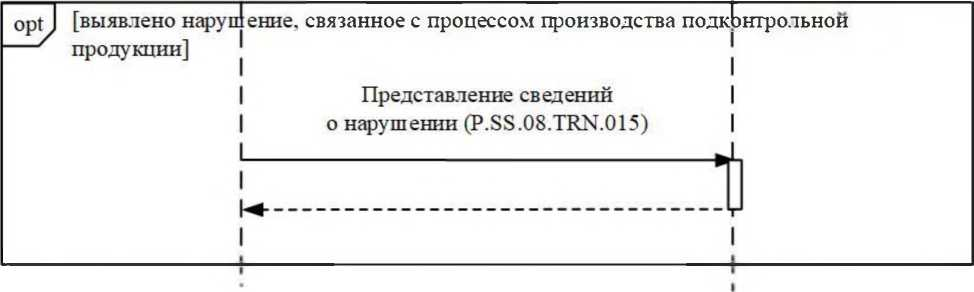 opt
[выявлено нарушение, связанное с процессом производства подконтрольной
продукции]
Представление сведений
о нарушении (P.SS.08.TRN.015)